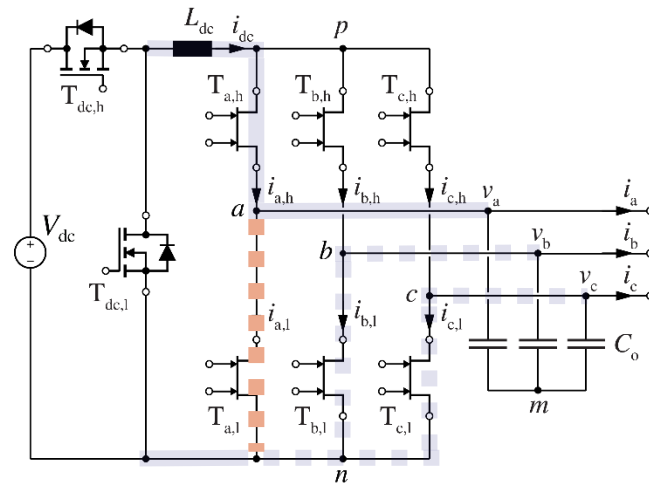 L_dc i_dc p
T_dc,h T_a,h T_b,h T_c,h
i_a,h i_b,h i_c,h v_a i_a
a
V_dc v_b i_b
b
T_dc,l c v_c i_c
i_a,l i_b,l i_c,l
C_o
T_a,l T_b,l T_c,l m
n